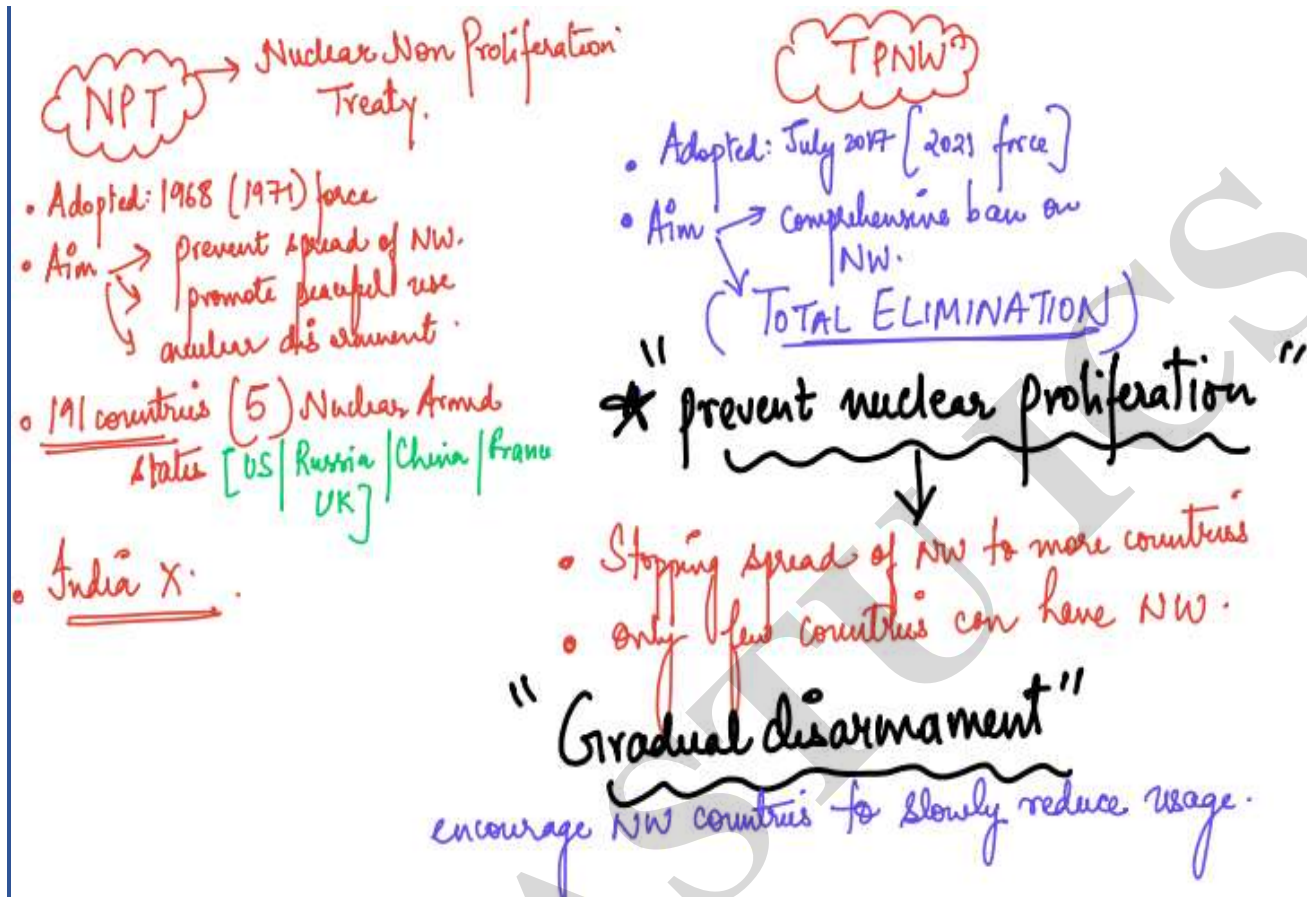 NPT → Nuclear Non Proliferation
Treaty.
• Adopted: 1968 (1971) force
• Aim → prevent spread of NW.
promote peaceful use
nuclear disarmament.
• 191 countries (5) Nuclear Armed
states [US | Russia | China | France
UK]
• India X.
TPNW
• Adopted: July 2017 [2021 force]
• Aim → comprehensive ban on
NW.
(TOTAL ELIMINATION)
* "prevent nuclear proliferation"
• Stopping spread of NW to more countries
• only few countries can have NW.
"Gradual disarmament"
encourage NW countries to slowly reduce usage.
ASTU ICS